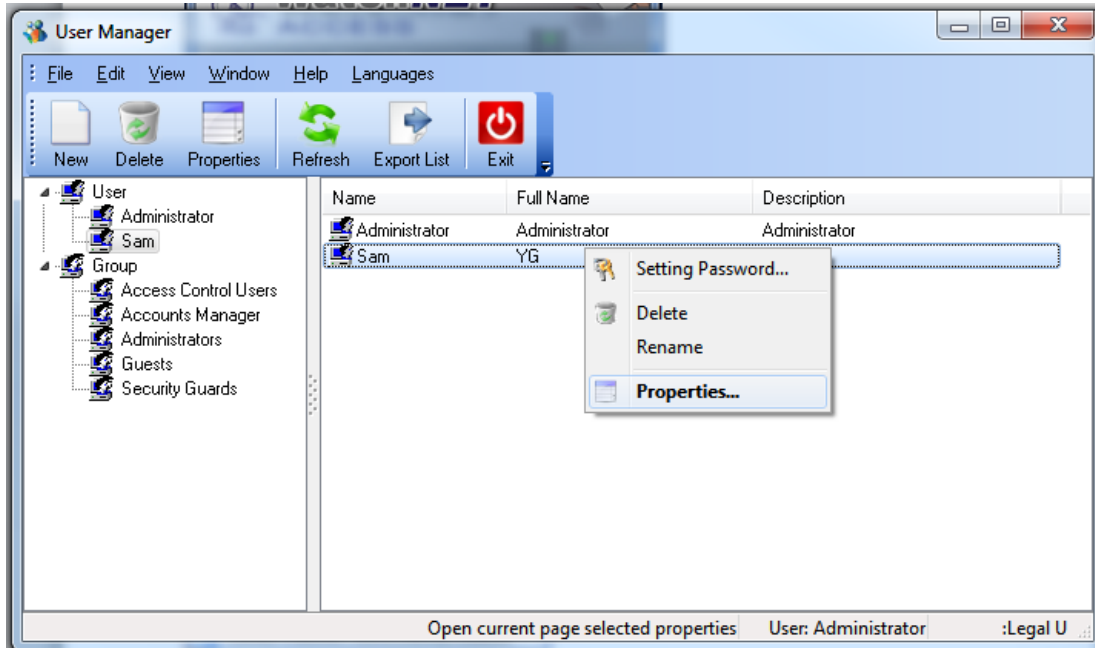 User Manager
File Edit View Window Help Languages
New Delete Properties Refresh Export List Exit
User
Administrator
Sam
Group
Access Control Users
Accounts Manager
Administrators
Guests
Security Guards
Name Full Name Description
Administrator Administrator Administrator
Sam YG
Setting Password...
Delete
Rename
Properties...
Open current page selected properties User: Administrator :Legal U